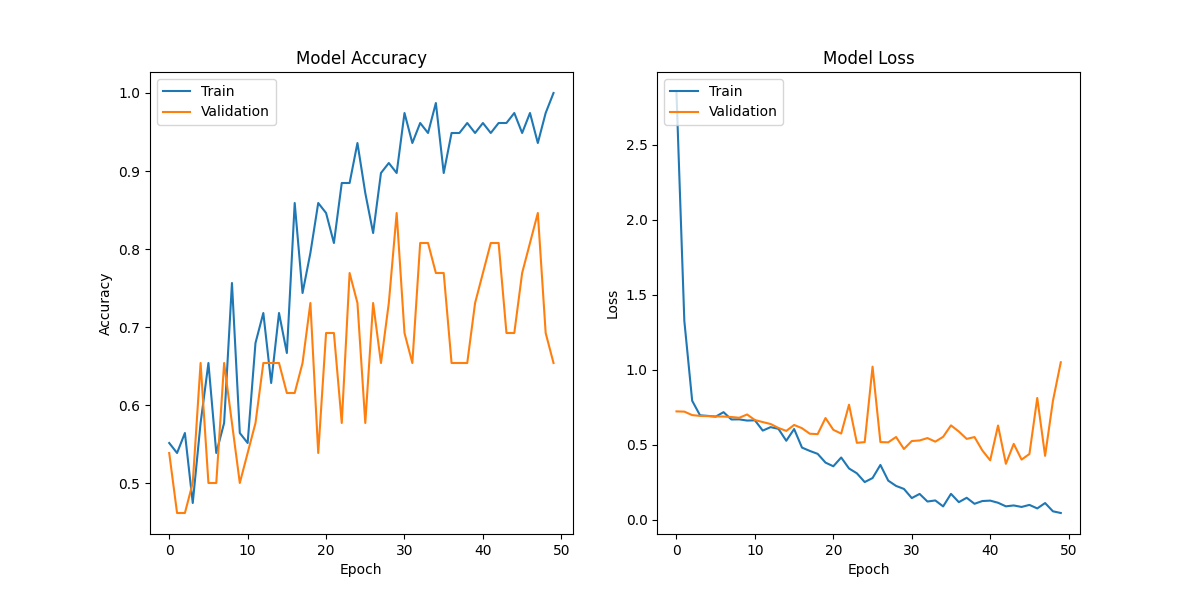 Model Accuracy
Train
Validation
1.0
0.9
0.8
0.7
0.6
0.5
Accuracy
0 10 20 30 40 50
Epoch
Model Loss
Train
Validation
2.5
2.0
1.5
1.0
0.5
0.0
Loss
0 10 20 30 40 50
Epoch